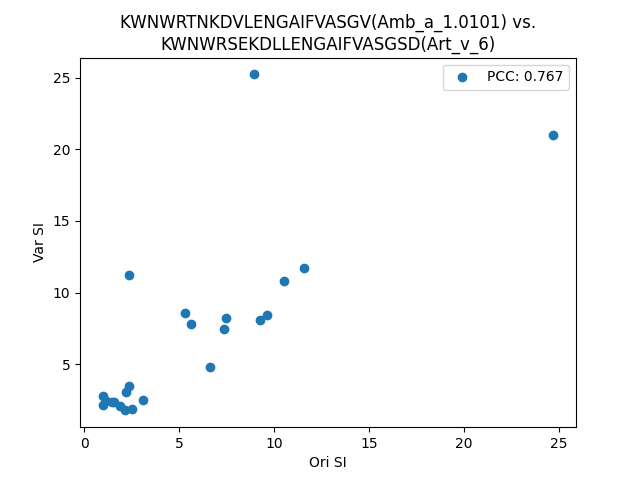 KWNWRTNKDVLENGAIFVASGV(Amb_a_1.0101) vs.
KWNWRSEKDLLENGAIFVASGSD(Art_v_6)
PCC: 0.767
25
20
15
10
5
Var SI
0 5 10 15 20 25
Ori SI